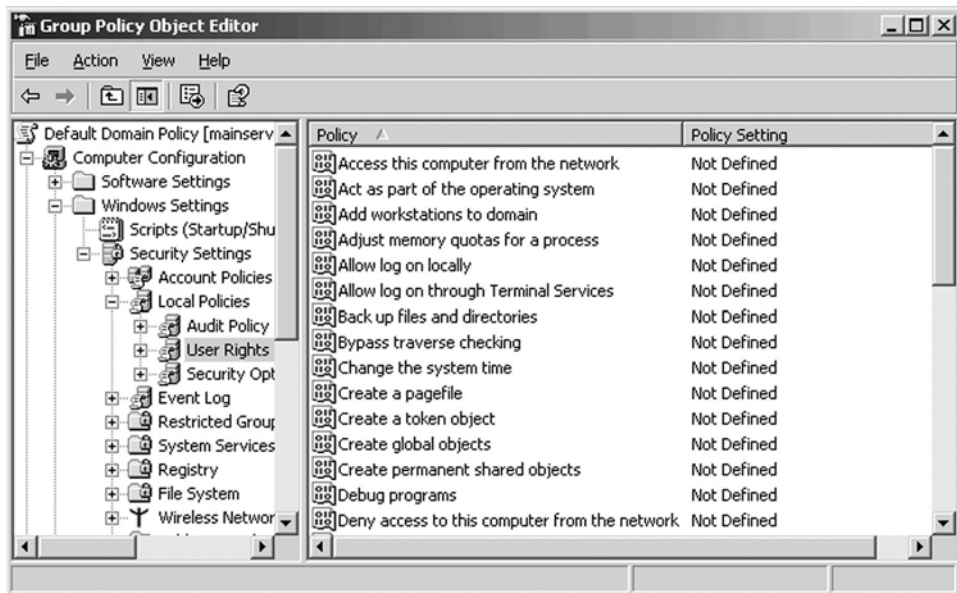 Group Policy Object Editor
File Action View Help
Default Domain Policy [mainserv
Computer Configuration
Software Settings
Windows Settings
Scripts (Startup/Shu
Security Settings
Account Policies
Local Policies
Audit Policy
User Rights
Security Opt
Event Log
Restricted Group
System Services
Registry
File System
Wireless Networ
Policy Policy Setting
Access this computer from the network Not Defined
Act as part of the operating system Not Defined
Add workstations to domain Not Defined
Adjust memory quotas for a process Not Defined
Allow log on locally Not Defined
Allow log on through Terminal Services Not Defined
Back up files and directories Not Defined
Bypass traverse checking Not Defined
Change the system time Not Defined
Create a pagefile Not Defined
Create a token object Not Defined
Create global objects Not Defined
Create permanent shared objects Not Defined
Debug programs Not Defined
Deny access to this computer from the network Not Defined